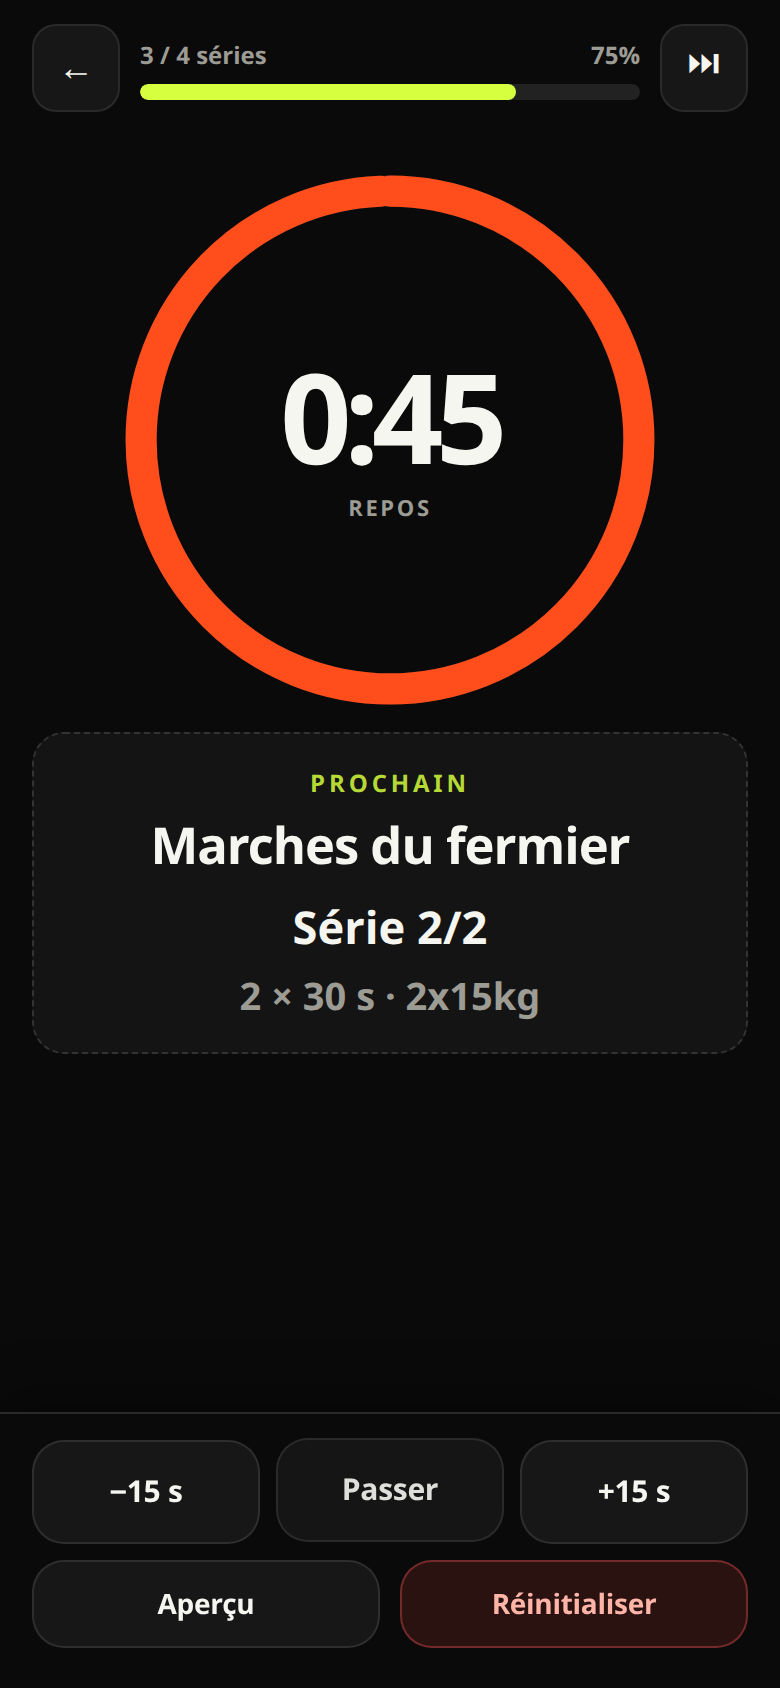 ←
3 / 4 séries
75%
⏭
0:45
REPOS
PROCHAIN
Marches du fermier
Série 2/2
2 × 30 s · 2x15kg
−15 s
Passer
+15 s
Aperçu
Réinitialiser